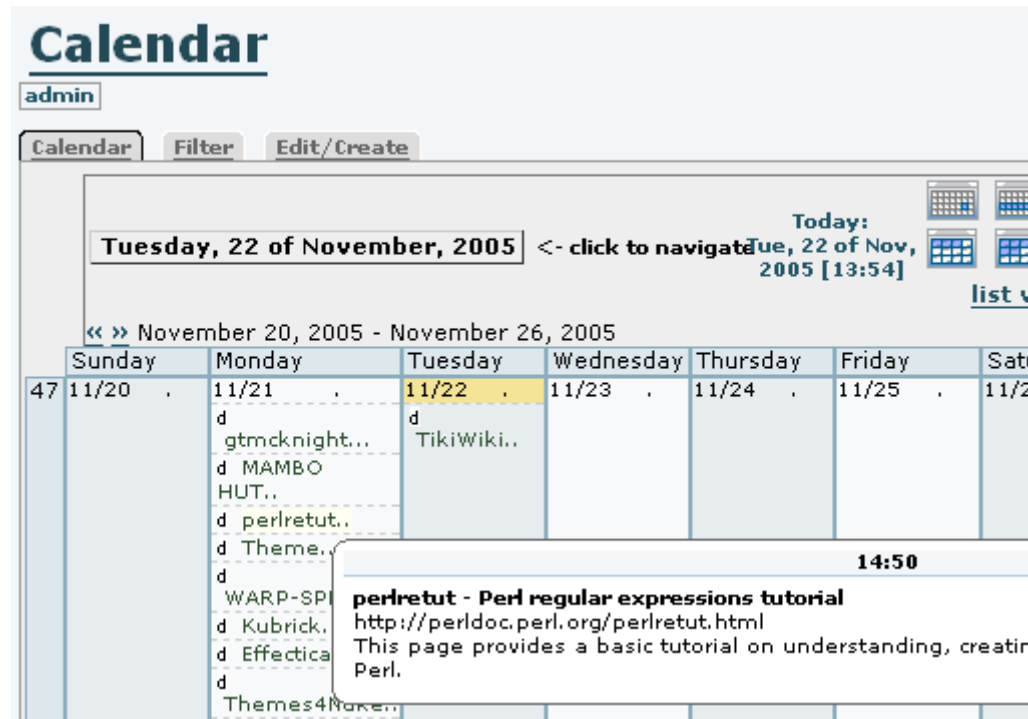 Calendar
admin
Calendar Filter Edit/Create
Today:
Tuesday, 22 of November, 2005 <- click to navigate Tue, 22 of Nov,
2005 [13:54]
list
« » November 20, 2005 - November 26, 2005
Sunday Monday Tuesday Wednesday Thursday Friday
47 11/20 . 11/21 . 11/22 . 11/23 . 11/24 . 11/25 .
d d
gtmcknight... TikiWiki..
d MAMBO
HUT..
d perlretut..
d Theme..
14:50
d
WARP-SP
perlretut - Perl regular expressions tutorial
http://perldoc.perl.org/perlretut.html
d Kubrick.
This page provides a basic tutorial on understanding,
d Effectica
Perl.
d
Themes4Nuke..